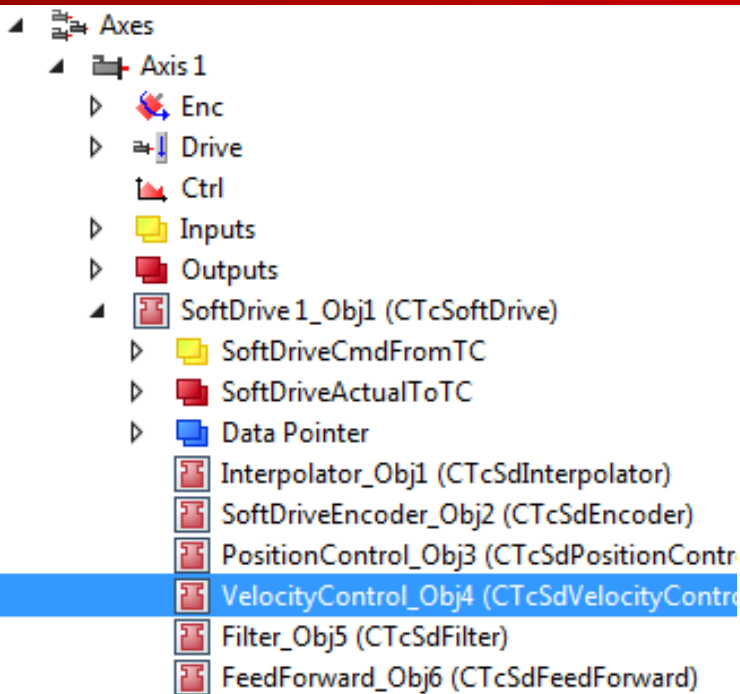 Axes
Axis 1
Enc
Drive
Ctrl
Inputs
Outputs
SoftDrive 1_Obj1 (CTcSoftDrive)
SoftDriveCmdFromTC
SoftDriveActualToTC
Data Pointer
Interpolator_Obj1 (CTcSdInterpolator)
SoftDriveEncoder_Obj2 (CTcSdEncoder)
PositionControl_Obj3 (CTcSdPositionContr
VelocityControl_Obj4 (CTcSdVelocityContro
Filter_Obj5 (CTcSdFilter)
FeedForward_Obj6 (CTcSdFeedForward)